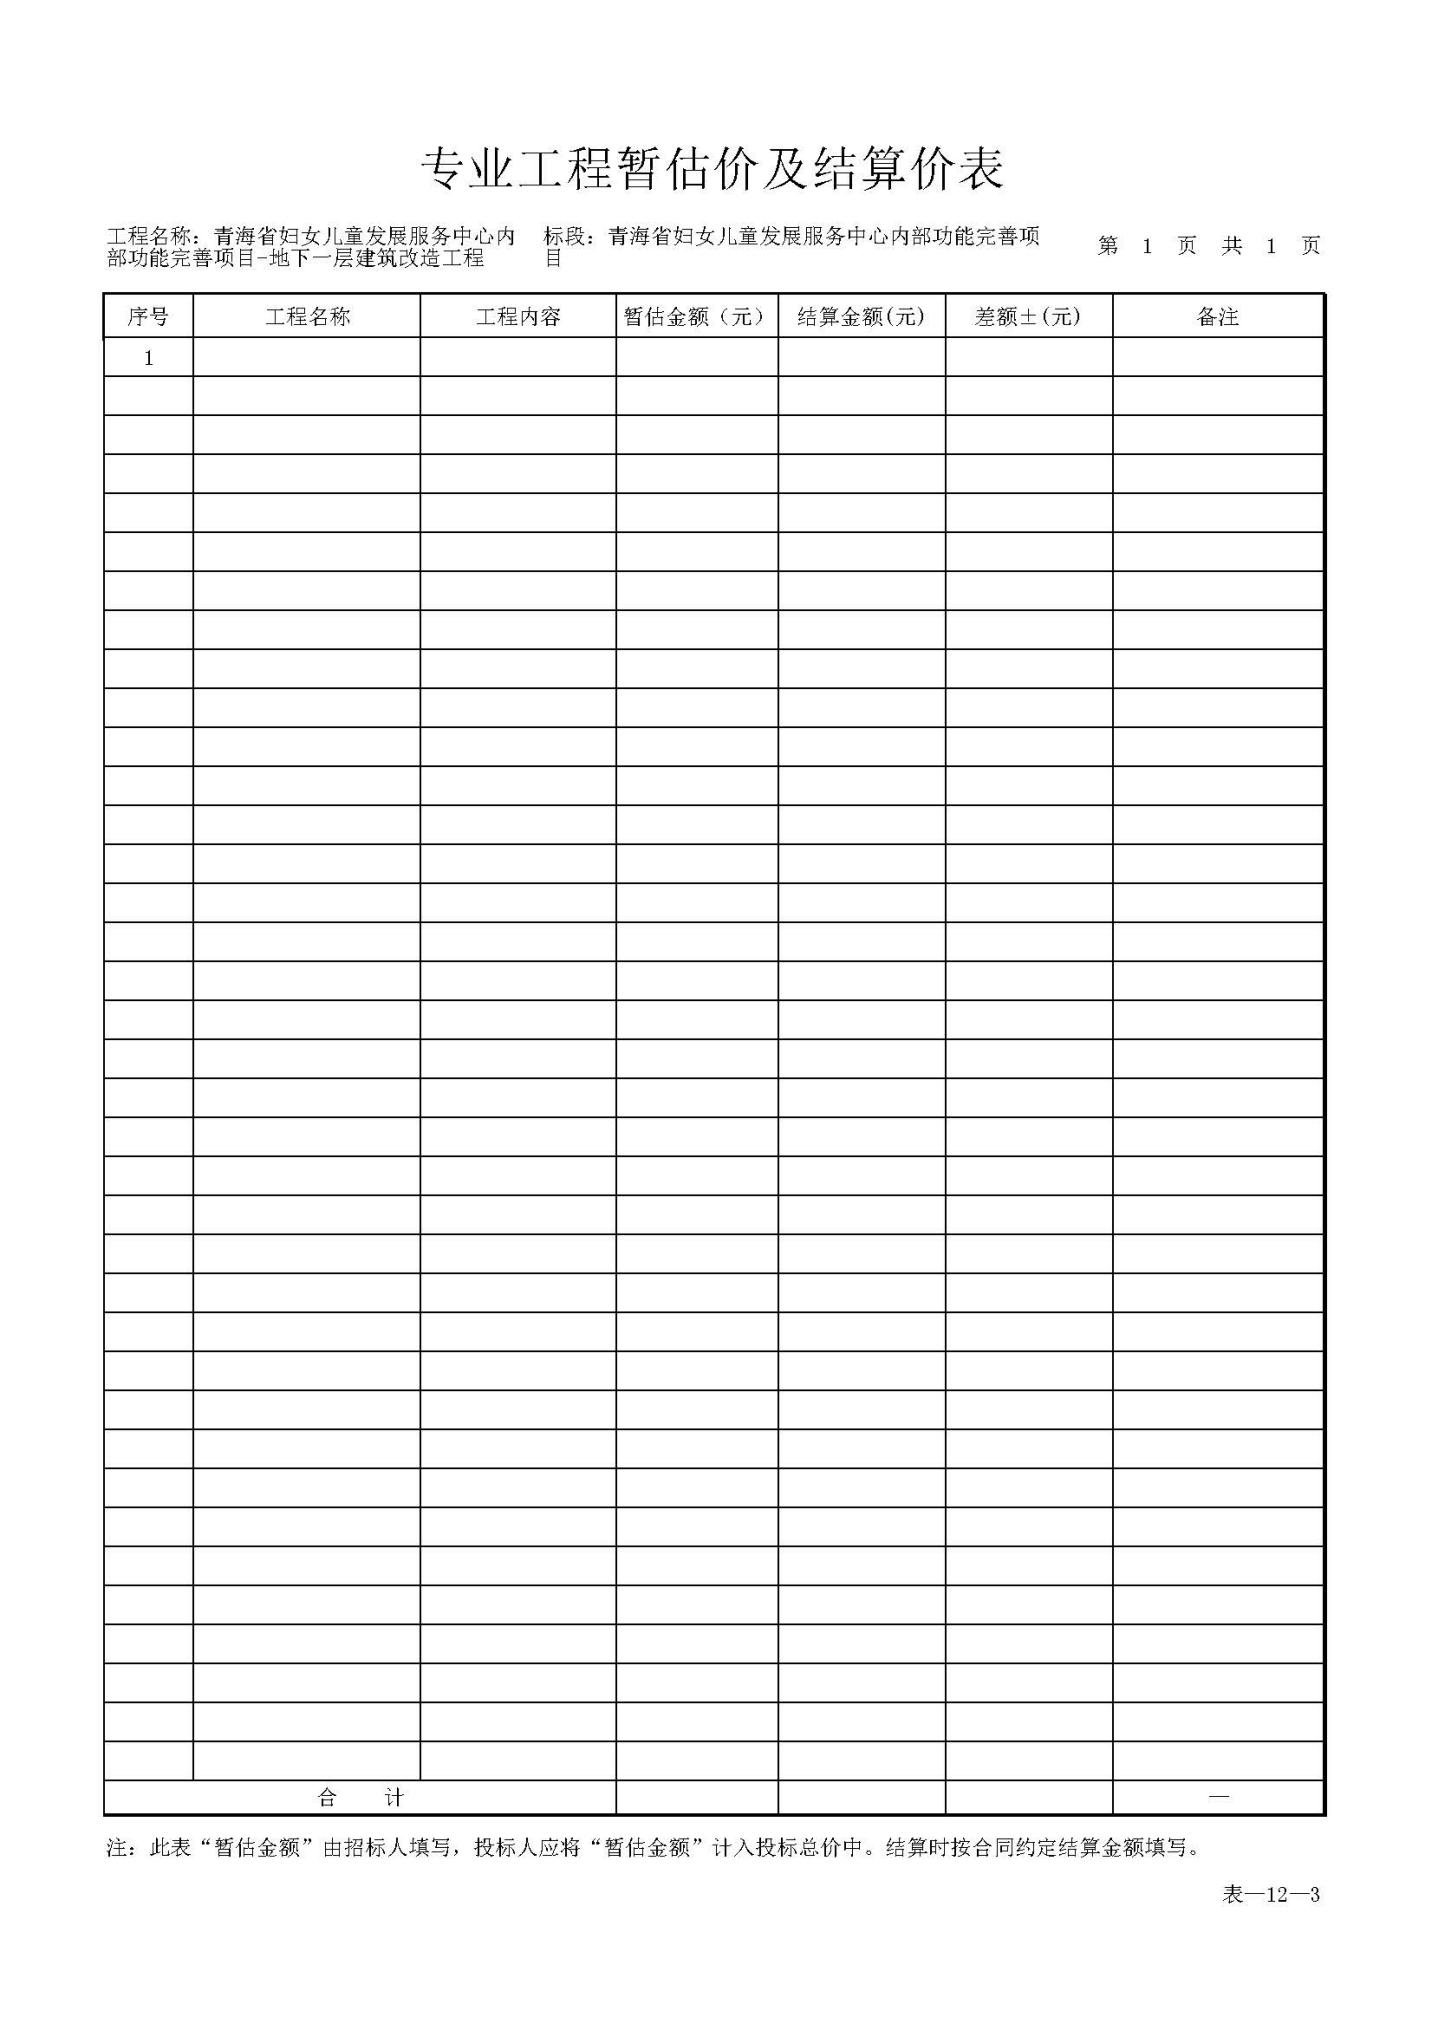 专业工程暂估价及结算价表
工程名称：青海省妇女儿童发展服务中心内
部功能完善项目-地下一层建筑改造工程
标段：青海省妇女儿童发展服务中心内部功能完善项
目
第 1 页 共 1 页
序号 工程名称 工程内容 暂估金额（元） 结算金额(元) 差额±(元) 备注
1
合 计 —
注：此表“暂估金额”由招标人填写，投标人应将“暂估金额”计入投标总价中。结算时按合同约定结算金额填写。
表—12—3